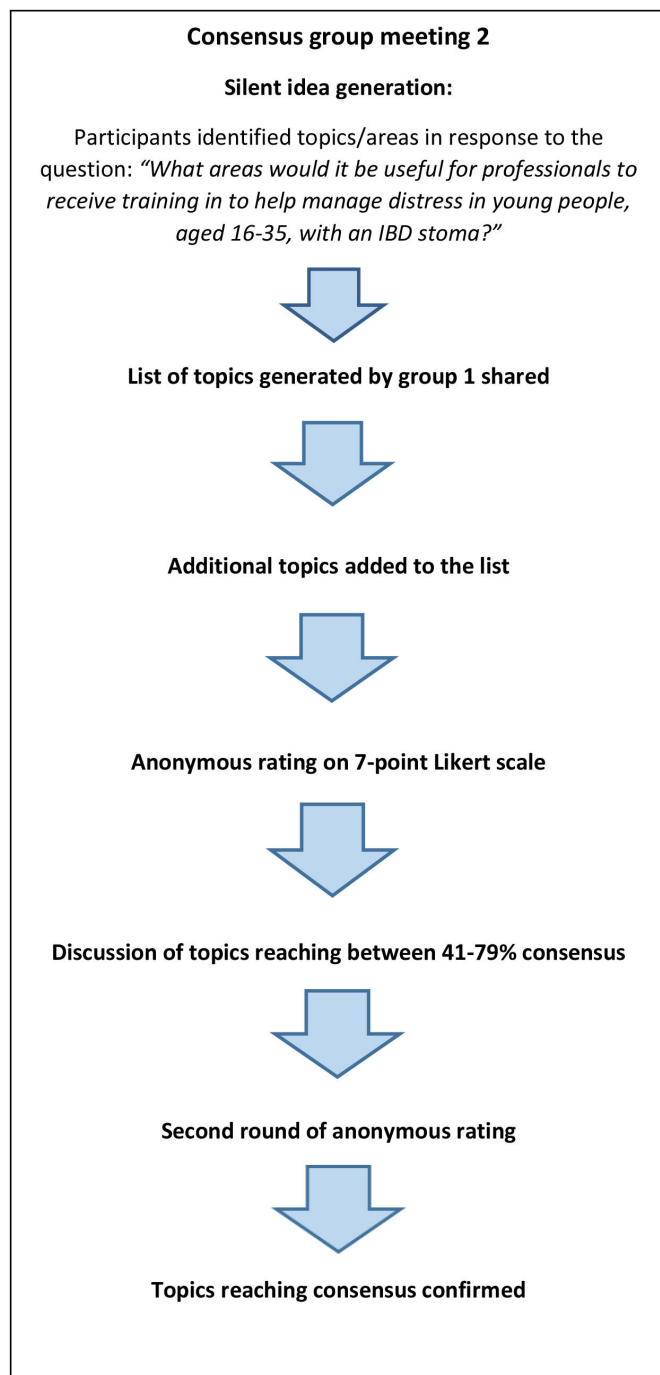 Consensus group meeting 2
Silent idea generation:
Participants identified topics/areas in response to the
question: “What areas would it be useful for professionals to
receive training in to help manage distress in young people,
aged 16-35, with an IBD stoma?”
List of topics generated by group 1 shared
Additional topics added to the list
Anonymous rating on 7-point Likert scale
Discussion of topics reaching between 41-79% consensus
Second round of anonymous rating
Topics reaching consensus confirmed